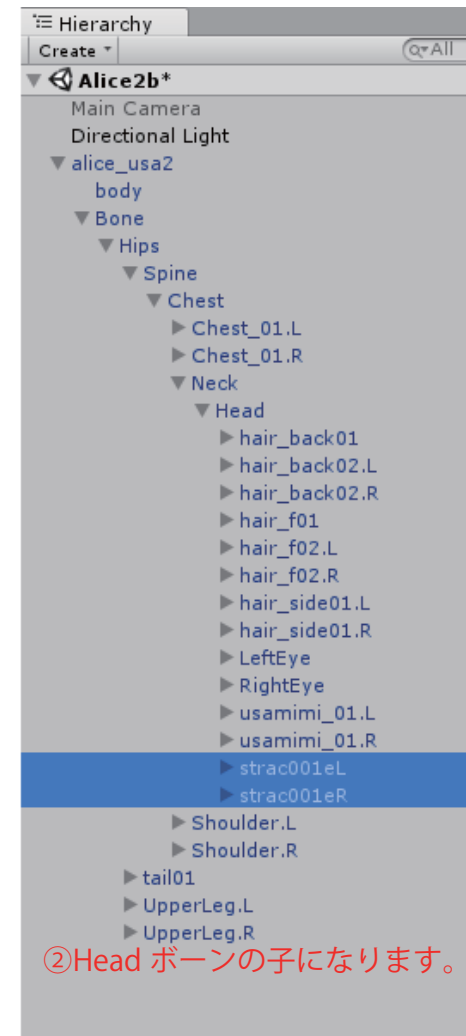 Hierarchy
Create
All
Alice2b*
Main Camera
Directional Light
alice_usa2
body
Bone
Hips
Spine
Chest
Chest_01.L
Chest_01.R
Neck
Head
hair_back01
hair_back02.L
hair_back02.R
hair_f01
hair_f02.L
hair_f02.R
hair_side01.L
hair_side01.R
LeftEye
RightEye
usamimi_01.L
usamimi_01.R
strac001eL
strac001eR
Shoulder.L
Shoulder.R
tail01
UpperLeg.L
UpperLeg.R
②Head ボーンの子になります。